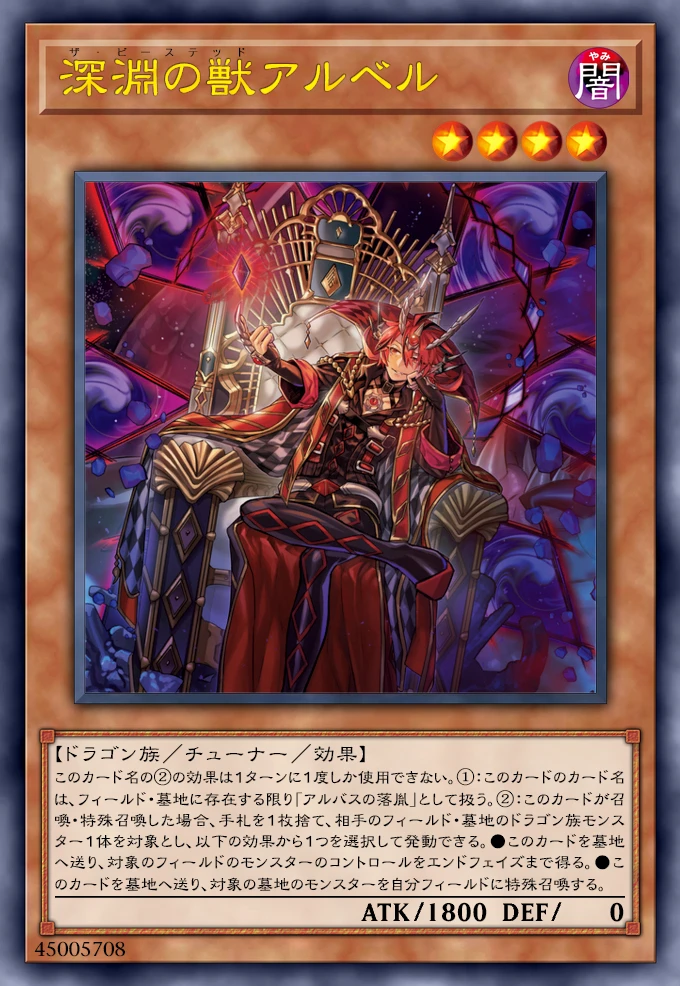 ザ・ビーステッド
深淵の獣アルベル
やみ
闇
【ドラゴン族／チューナー／効果】
このカード名の②の効果は1ターンに1度しか使用できない。①:このカードのカード名
は、フィールド・墓地に存在する限り「アルバスの落胤」として扱う。②:このカードが召
喚・特殊召喚した場合、手札を1枚捨て、相手のフィールド・墓地のドラゴン族モンス
ター1体を対象とし、以下の効果から1つを選択して発動できる。●このカードを墓地
へ送り、対象のフィールドのモンスターのコントロールをエンドフェイズまで得る。●こ
のカードを墓地へ送り、対象の墓地のモンスターを自分フィールドに特殊召喚する。
ATK/1800 DEF/ 0
45005708